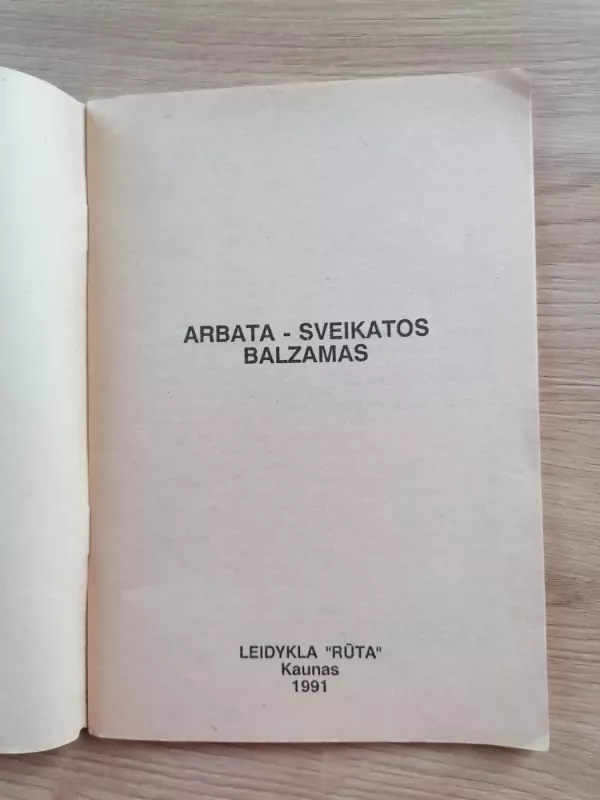 ARBATA - SVEIKATOS
BALZAMAS
LEIDYKLA "RŪTA"
Kaunas
1991